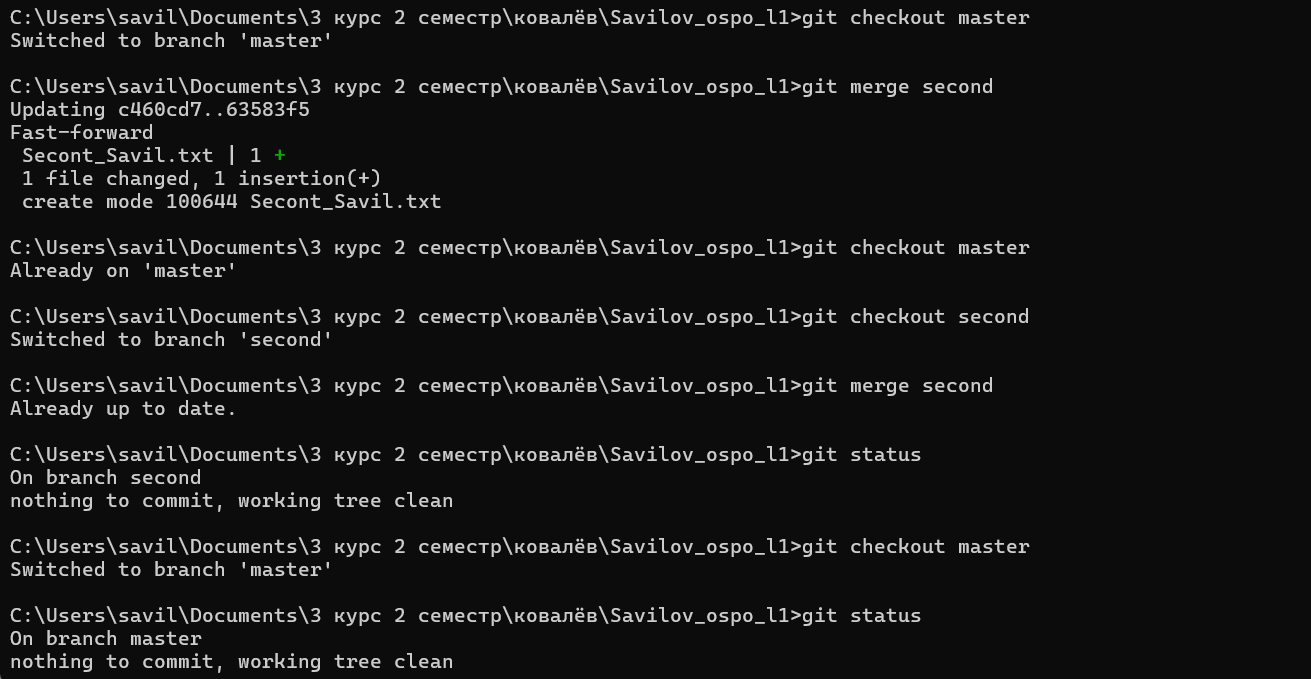 C:\Users\savil\Documents\3 курс 2 семестр\ковалёв\Savilov_ospo_l1>git checkout master
Switched to branch 'master'
C:\Users\savil\Documents\3 курс 2 семестр\ковалёв\Savilov_ospo_l1>git merge second
Updating c460cd7..63583f5
Fast-forward
 Secont_Savil.txt | 1 +
 1 file changed, 1 insertion(+)
 create mode 100644 Secont_Savil.txt
C:\Users\savil\Documents\3 курс 2 семестр\ковалёв\Savilov_ospo_l1>git checkout master
Already on 'master'
C:\Users\savil\Documents\3 курс 2 семестр\ковалёв\Savilov_ospo_l1>git checkout second
Switched to branch 'second'
C:\Users\savil\Documents\3 курс 2 семестр\ковалёв\Savilov_ospo_l1>git merge second
Already up to date.
C:\Users\savil\Documents\3 курс 2 семестр\ковалёв\Savilov_ospo_l1>git status
On branch second
nothing to commit, working tree clean
C:\Users\savil\Documents\3 курс 2 семестр\ковалёв\Savilov_ospo_l1>git checkout master
Switched to branch 'master'
C:\Users\savil\Documents\3 курс 2 семестр\ковалёв\Savilov_ospo_l1>git status
On branch master
nothing to commit, working tree clean